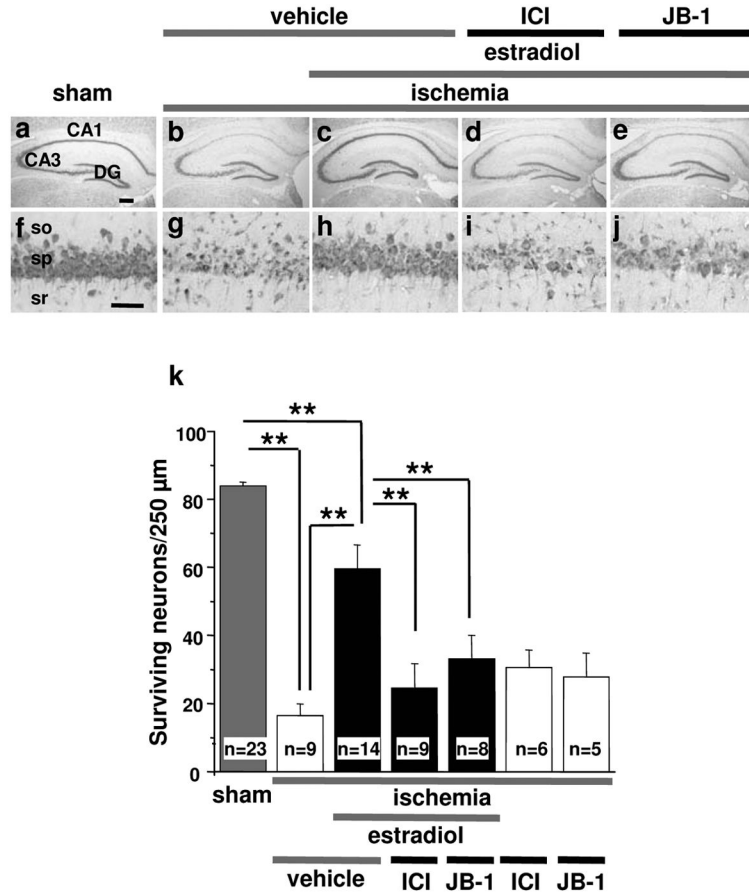 vehicle ICI JB-1
estradiol
sham ischemia
a CA1 CA3 DG b c d e
f so sp sr g h i j
k
** ** ** ** **
Surviving neurons/250 µm
100
80
60
40
20
0
n=23 n=9 n=14 n=9 n=8 n=6 n=5
sham ischemia
estradiol
vehicle ICI JB-1 ICI JB-1